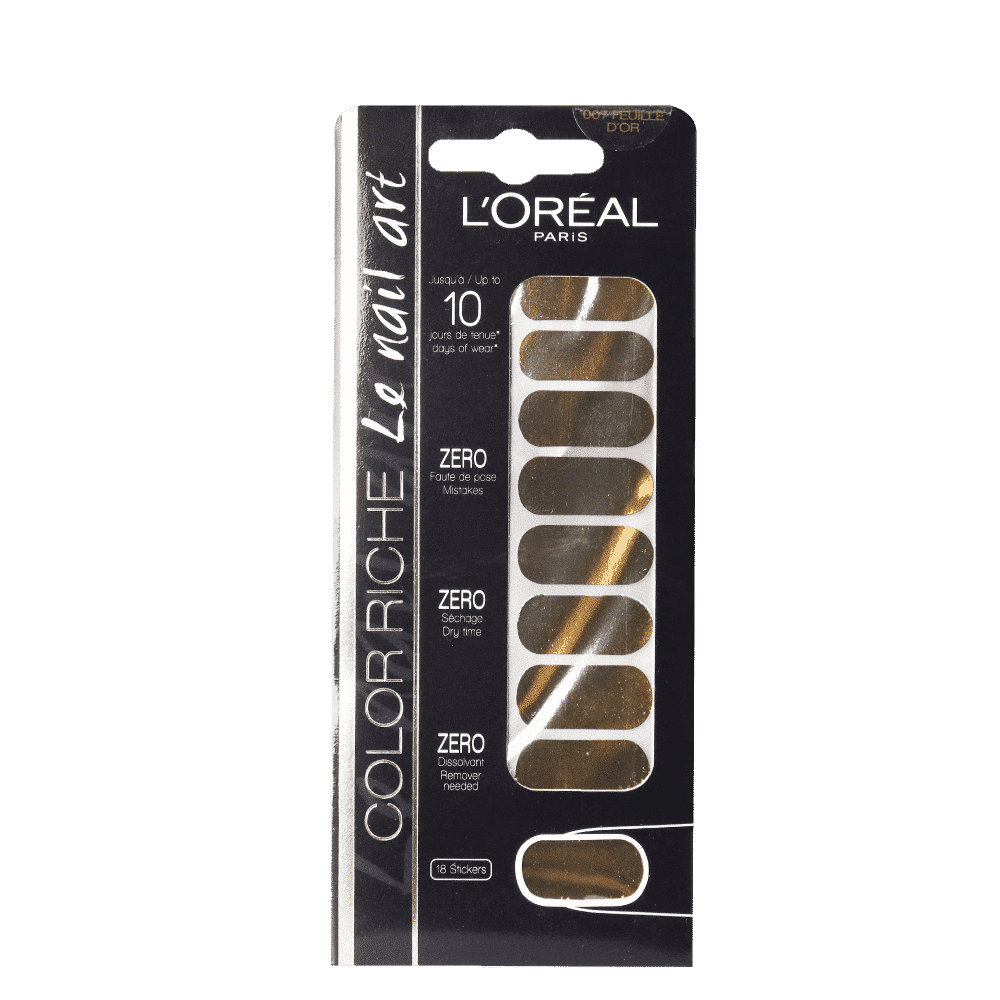 007 FEUILLE
D'OR
L'ORÉAL
PARIS
COLOR RICHE Le nail art
Jusqu'à / Up to
10
jours de tenue*
days of wear*
ZERO
Faute de pose
Mistakes
ZERO
Séchage
Dry time
ZERO
Dissolvant
Remover
needed
18 Stickers